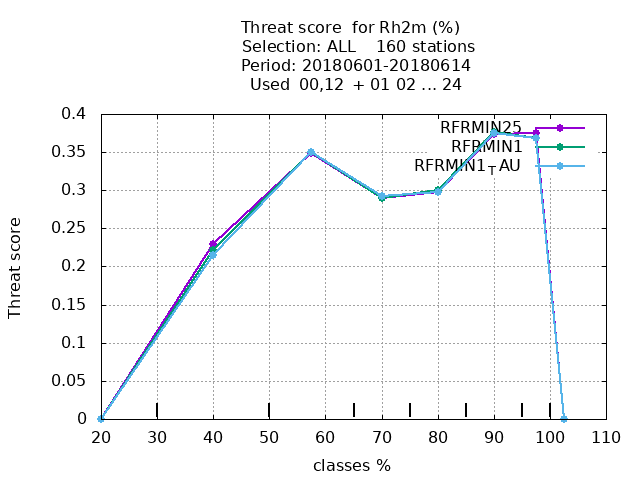 Threat score for Rh2m (%)
Selection: ALL 160 stations
Period: 20180601-20180614
Used 00,12 + 01 02 ... 24
RFRMIN25
RFRMIN1
RFRMIN1TAU
Threat score
0.4
0.35
0.3
0.25
0.2
0.15
0.1
0.05
0
20 30 40 50 60 70 80 90 100 110
classes %